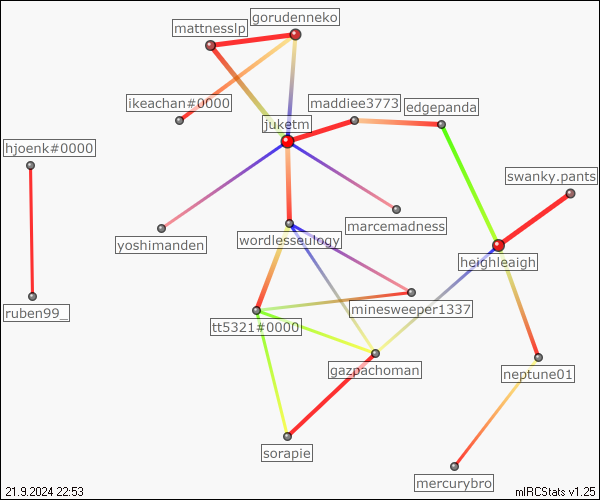 gorudenneko
mattnesslp
ikeachan#0000
maddiee3773
edgepanda
juketm
hjoenk#0000
swanky.pants
marcemadness
yoshimanden
wordlesseulogy
heighleaigh
ruben99_
minesweeper1337
tt5321#0000
gazpachoman
neptune01
sorapie
mercurybro
21.9.2024 22:53
mIRCStats v1.25